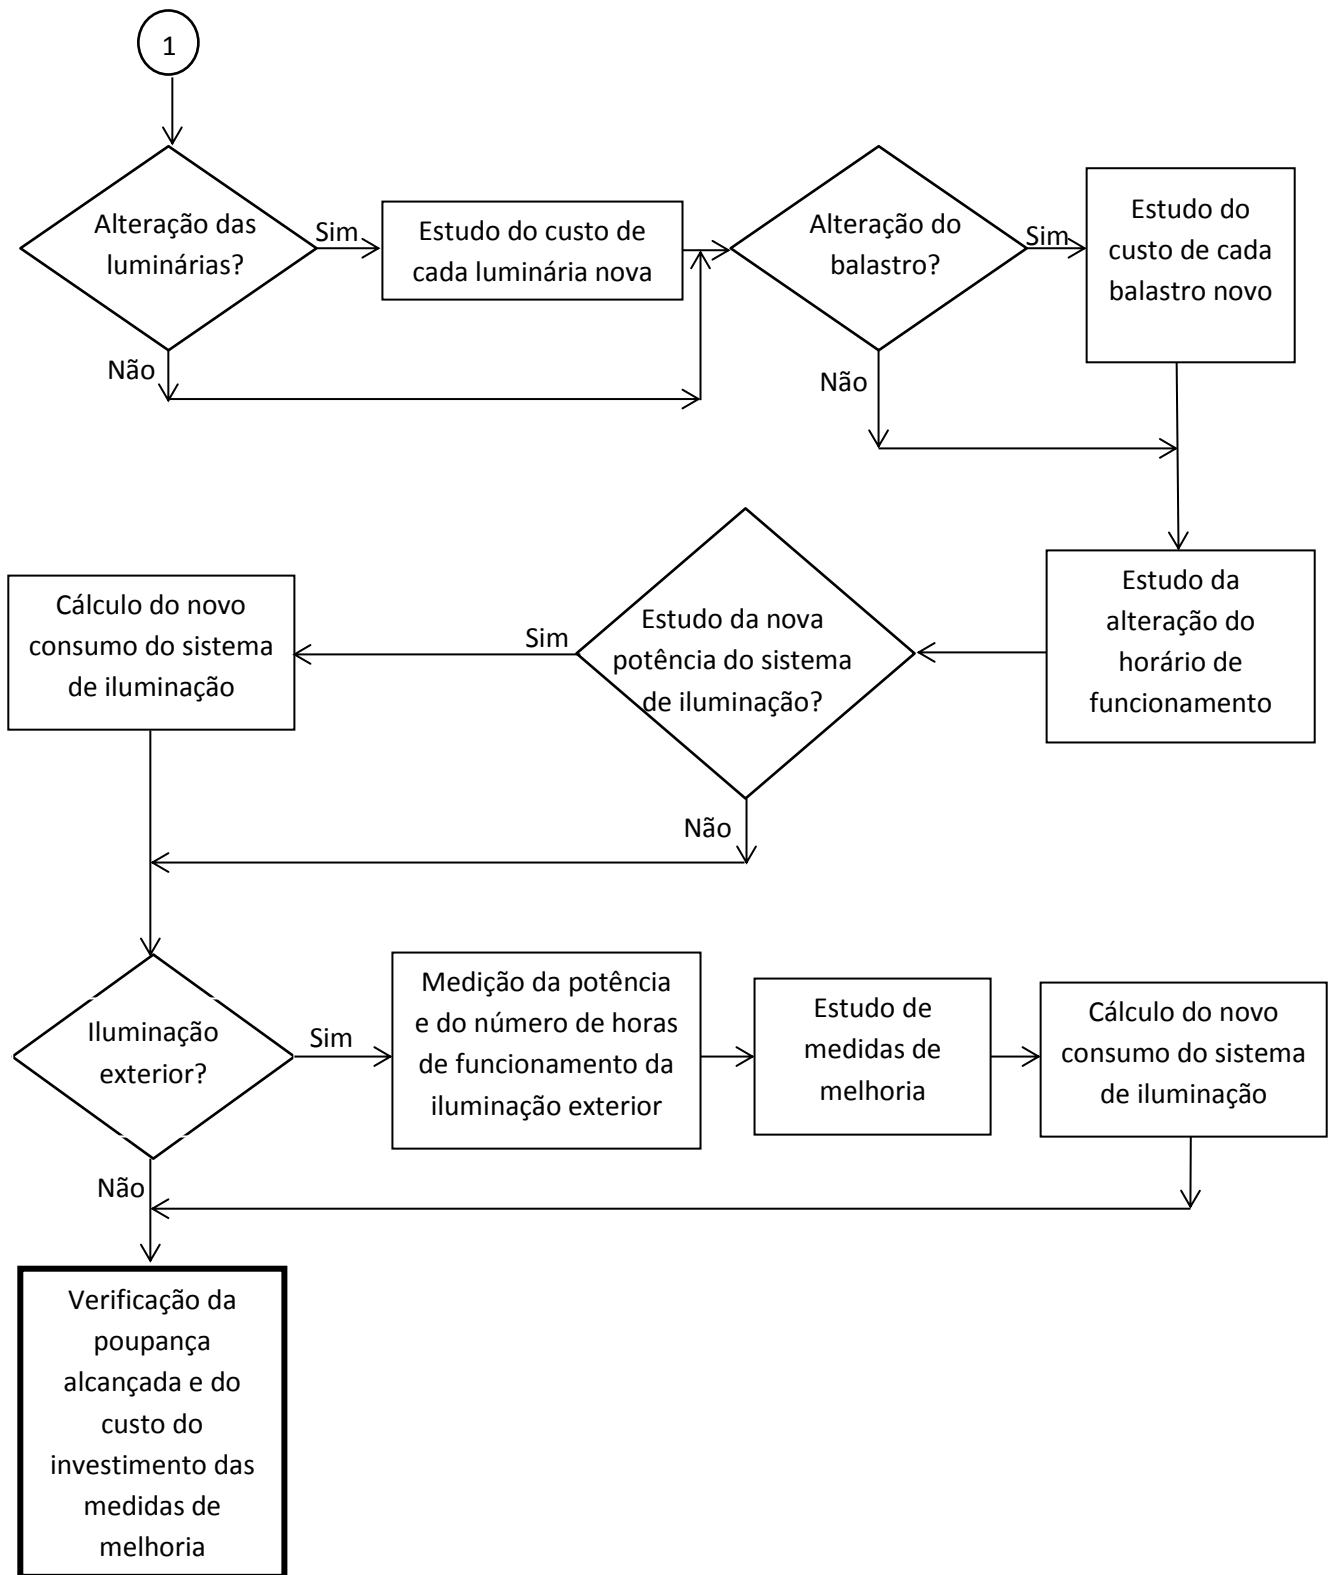 1
Alteração das
luminárias?
Sim
Não
Estudo do custo de
cada luminária nova
Alteração do
balastro?
Sim
Não
Estudo do
custo de cada
balastro novo
Estudo da
alteração do
horário de
funcionamento
Estudo da nova
potência do sistema
de iluminação?
Sim
Não
Cálculo do novo
consumo do sistema
de iluminação
Iluminação
exterior?
Sim
Não
Medição da potência
e do número de horas
de funcionamento da
iluminação exterior
Estudo de
medidas de
melhoria
Cálculo do novo
consumo do sistema
de iluminação
Verificação da
poupança
alcançada e do
custo do
investimento das
medidas de
melhoria